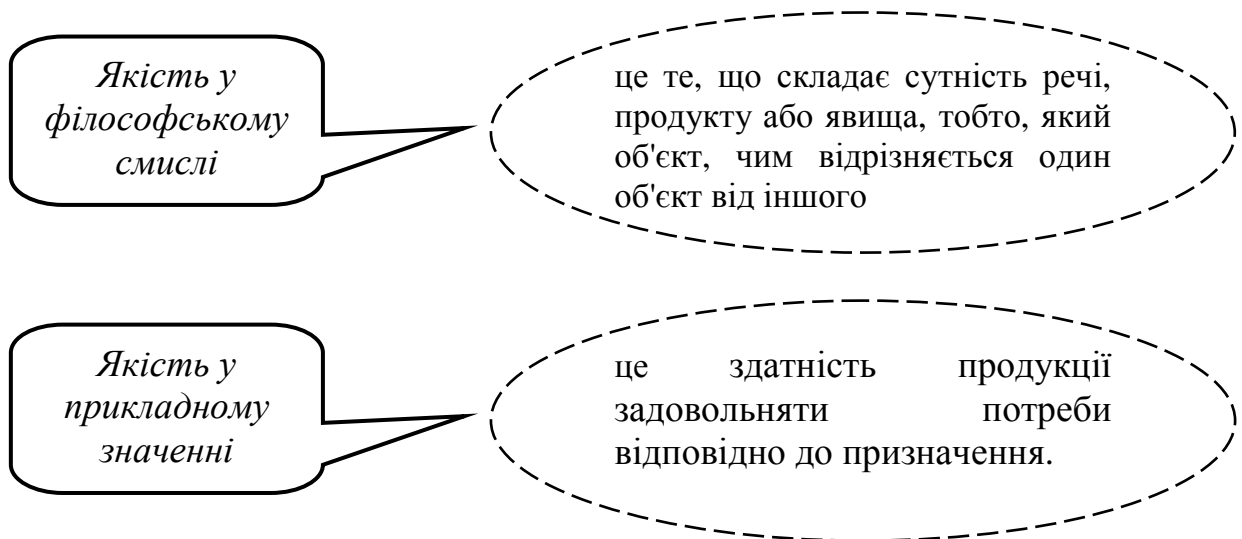 Якість у
філософському
смислі
це те, що складає сутність речі,
продукту або явища, тобто, який
об'єкт, чим відрізняється один
об'єкт від іншого
Якість у
прикладному
значенні
це здатність продукції
задовольняти потреби
відповідно до призначення.